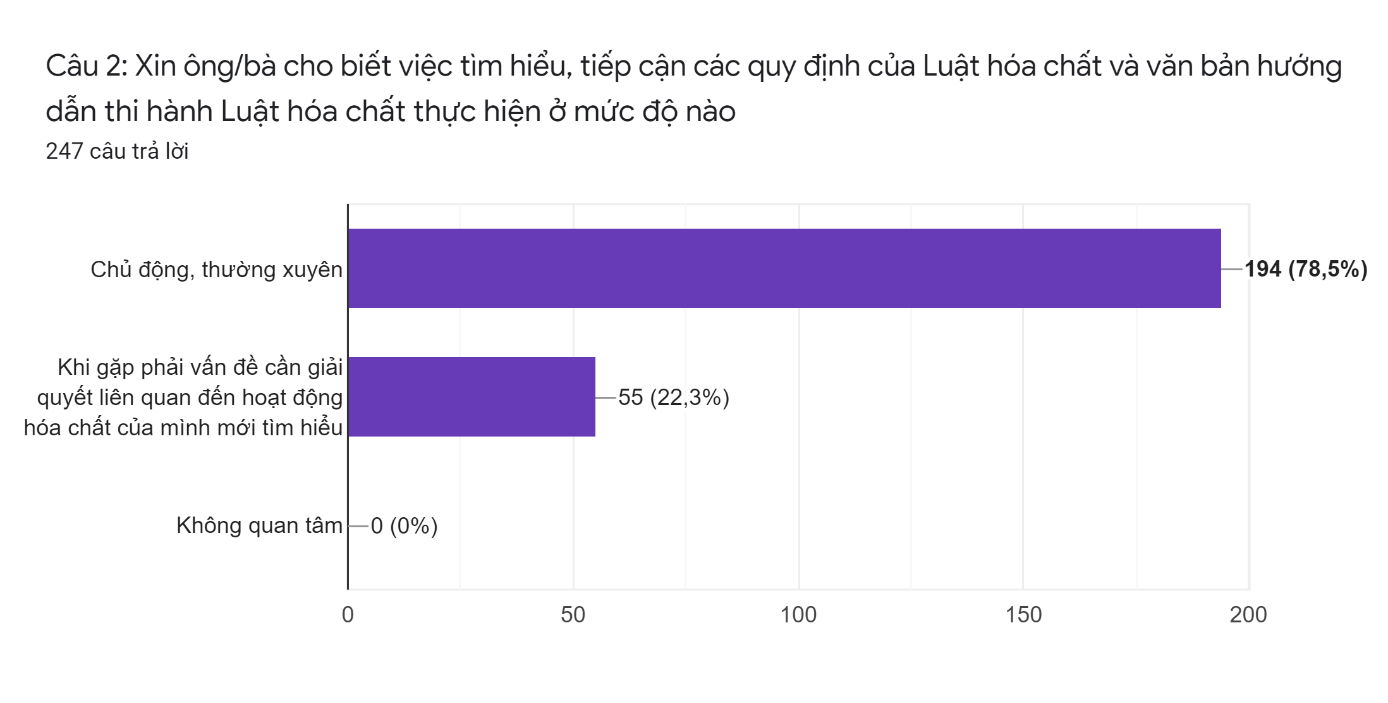 Câu 2: Xin ông/bà cho biết việc tìm hiểu, tiếp cận các quy định của Luật hóa chất và văn bản hướng
dẫn thi hành Luật hóa chất thực hiện ở mức độ nào
247 câu trả lời
Chủ động, thường xuyên
194 (78,5%)
Khi gặp phải vấn đề cần giải
quyết liên quan đến hoạt động
hóa chất của mình mới tìm hiểu
55 (22,3%)
Không quan tâm
0 (0%)
0 50 100 150 200